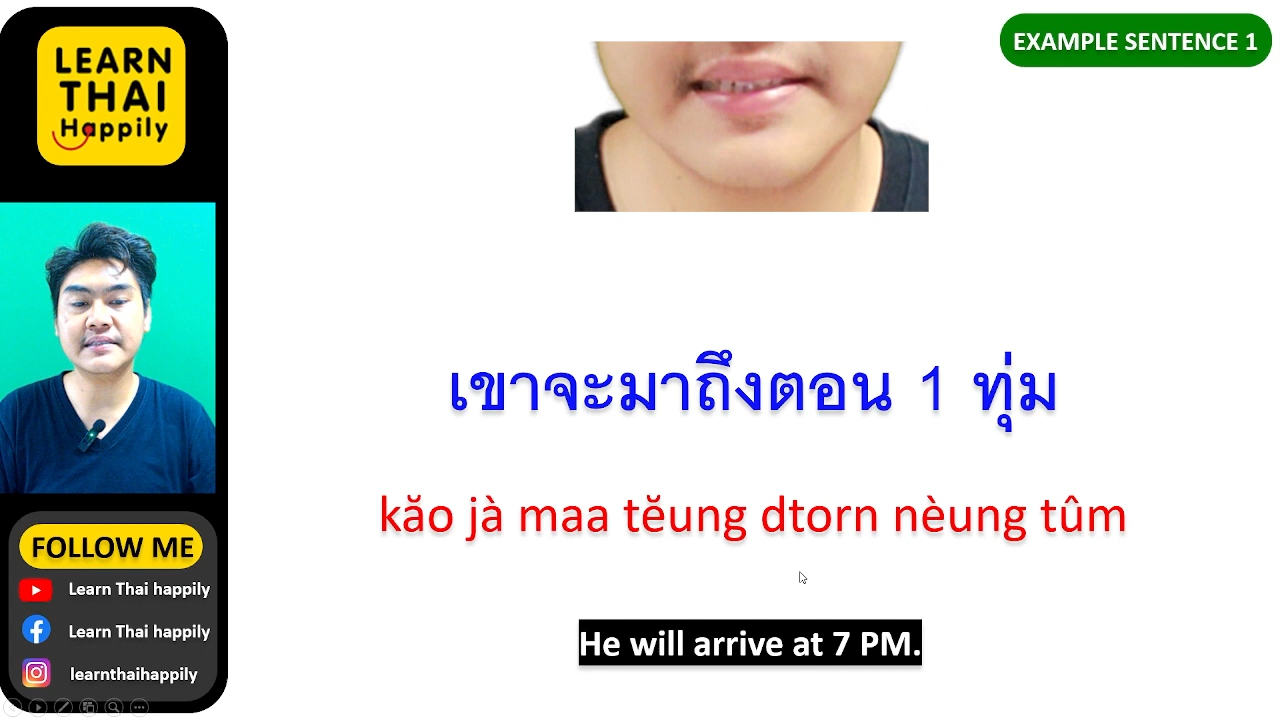 LEARN
THAI
Happily
EXAMPLE SENTENCE 1
เขาจะมาถึงตอน 1 ทุ่ม
kăo jà maa tĕung dtorn nèung tûm
He will arrive at 7 PM.
FOLLOW ME
Learn Thai happily
Learn Thai happily
learnthaihappily